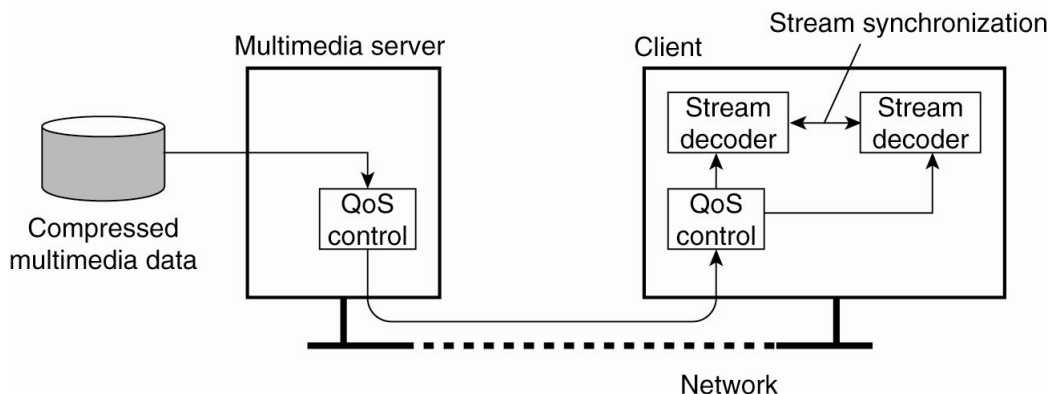 Stream synchronization
Multimedia server
Client
Stream
decoder
Stream
decoder
QoS
control
QoS
control
Compressed
multimedia data
Network